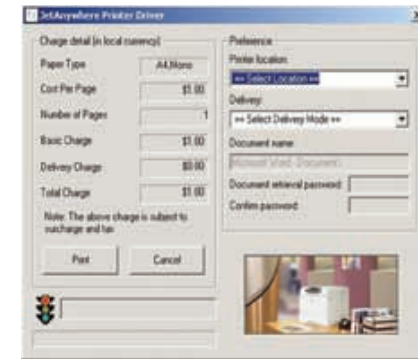 JetAnywhere Printer Driver
Charge detail (in local currency)
Paper Type A4,Mono
Cost Per Page $1.00
Number of Pages 1
Basic Charge $1.00
Delivery Charge $0.00
Total Charge $1.00
Note: The above charge is subject to
surcharge and tax
Print Cancel
Preference
Printer location:
== Select Location ==
Delivery:
== Select Delivery Mode ==
Document name:
Microsoft Word - Document1
Document retrieval password:
Confirm password: